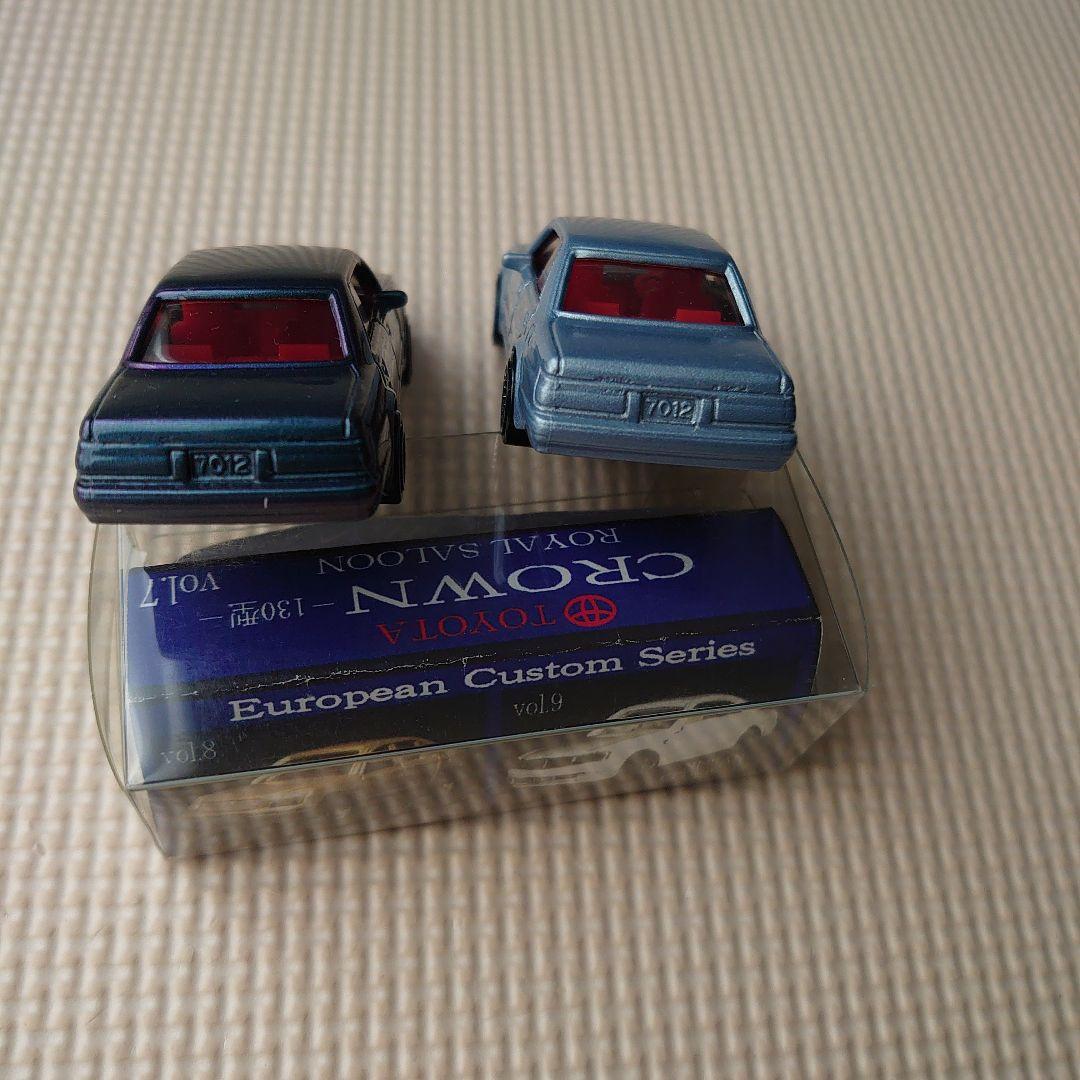 7012
7012
TOYOTA
CROWN
－130型－
ROYAL SALOON
vol.7
European Custom Series
vol.8
vol.9